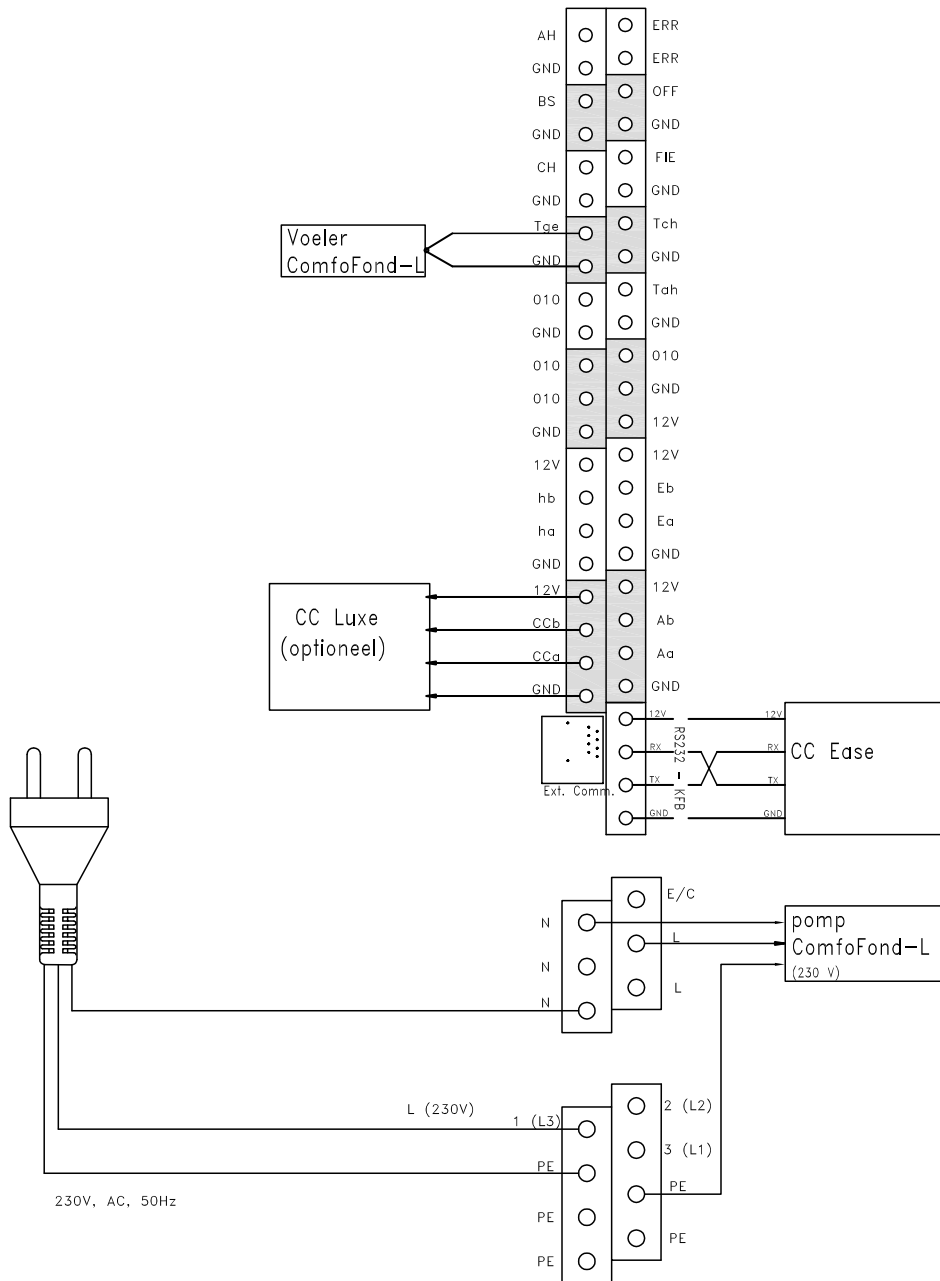 AH
GND
BS
GND
CH
GND
Tge
GND
010
GND
010
010
GND
12V
hb
ha
GND
12V
CCb
CCa
GND
ERR
ERR
OFF
GND
FIE
GND
Tch
GND
Tah
GND
010
GND
12V
12V
Eb
Ea
GND
12V
Ab
Aa
GND
Voeler
ComfoFond-L
CC Luxe
(optioneel)
Ext. Comm.
12V
RX
TX
GND
RS232 - KFB
12V
RX
TX
GND
CC Ease
N
N
N
E/C
L
L
pomp
ComfoFond-L
(230 V)
L (230V)
1 (L3)
PE
PE
PE
2 (L2)
3 (L1)
PE
PE
230V, AC, 50Hz